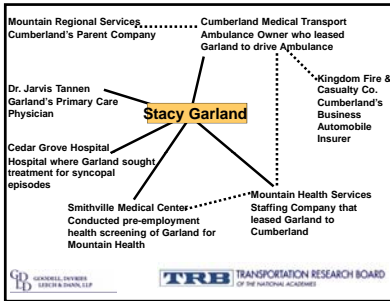 Mountain Regional Services
Cumberland's Parent Company
Cumberland Medical Transport
Ambulance Owner who leased
Garland to drive Ambulance
Kingdom Fire &
Casualty Co.
Cumberland's
Business
Automobile
Insurer
Dr. Jarvis Tannen
Garland's Primary Care
Physician
Stacy Garland
Cedar Grove Hospital
Hospital where Garland sought
treatment for syncopal
episodes
Mountain Health Services
Staffing Company that
leased Garland to
Cumberland
Smithville Medical Center
Conducted pre-employment
health screening of Garland for
Mountain Health
GOODELL, DEVRIES
LEECH & DANN, LLP
TRB
TRANSPORTATION RESEARCH BOARD
OF THE NATIONAL ACADEMIES